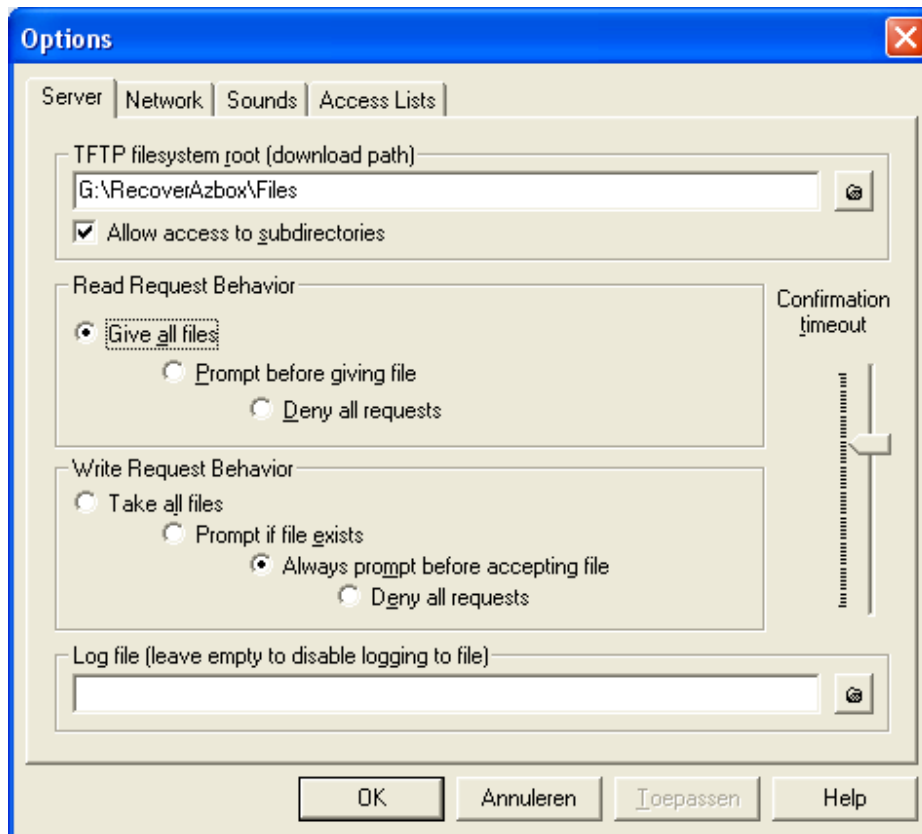 Options
Server Network Sounds Access Lists
TFTP filesystem root (download path)
G:\RecoverAzbox\Files
Allow access to subdirectories
Read Request Behavior
Give all files
Prompt before giving file
Deny all requests
Confirmation
timeout
Write Request Behavior
Take all files
Prompt if file exists
Always prompt before accepting file
Deny all requests
Log file (leave empty to disable logging to file)
OK Annuleren Toepassen Help